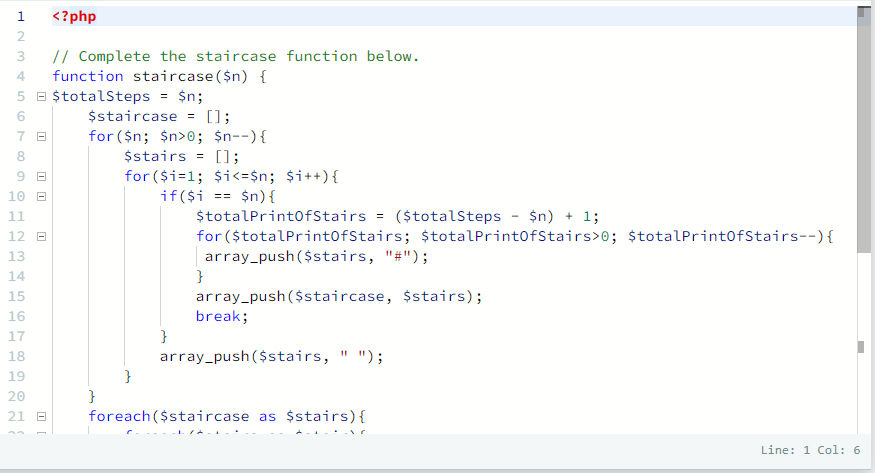 1 <?php
2
3 // Complete the staircase function below.
4 function staircase($n) {
5 $totalSteps = $n;
6 $staircase = [];
7 for($n; $n>0; $n--){
8 $stairs = [];
9 for($i=1; $i<=$n; $i++){
10 if($i == $n){
11 $totalPrintOfStairs = ($totalSteps - $n) + 1;
12 for($totalPrintOfStairs; $totalPrintOfStairs>0; $totalPrintOfStairs--){
13 array_push($stairs, "#");
14 }
15 array_push($staircase, $stairs);
16 break;
17 }
18 array_push($stairs, " ");
19 }
20 }
21 foreach($staircase as $stairs){
Line: 1 Col: 6